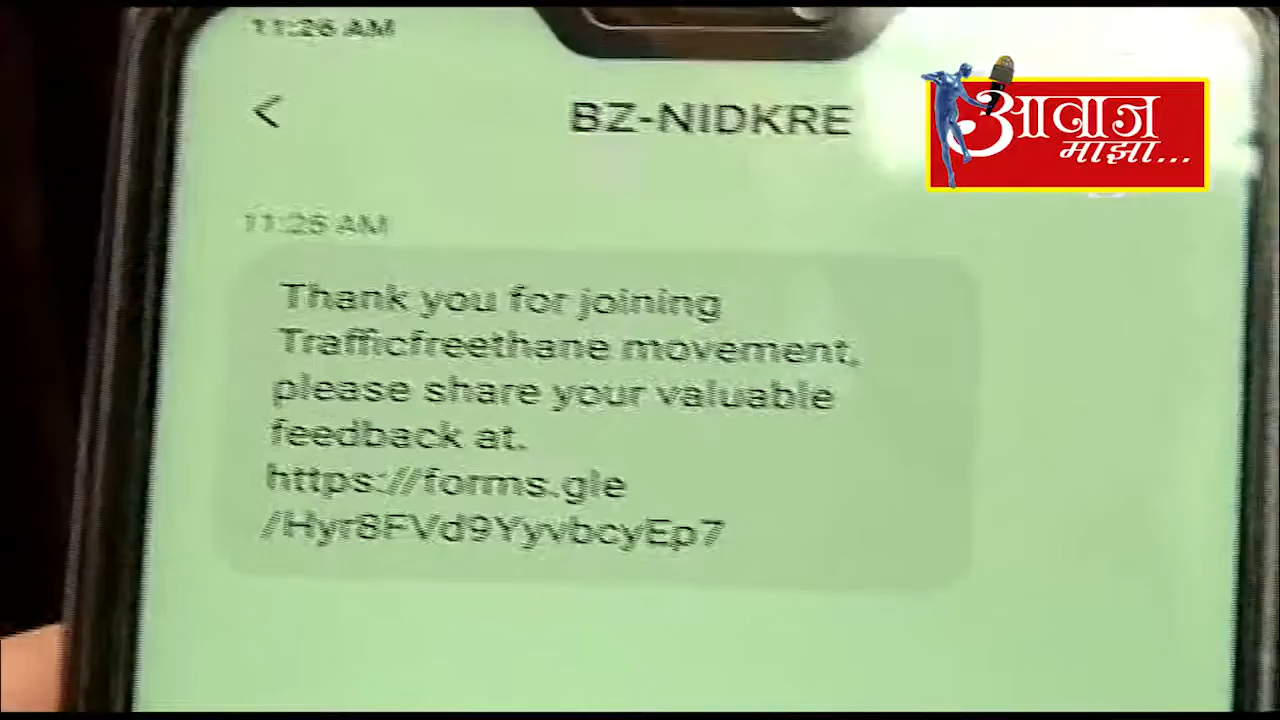 11:26 AM
BZ-NIDKRE
आवाज
माझा...
11:26 AM
Thank you for joining
Trafficfreethane movement,
please share your valuable
feedback at.
https://forms.gle
/Hyr8FVd9YyvbcyEp7